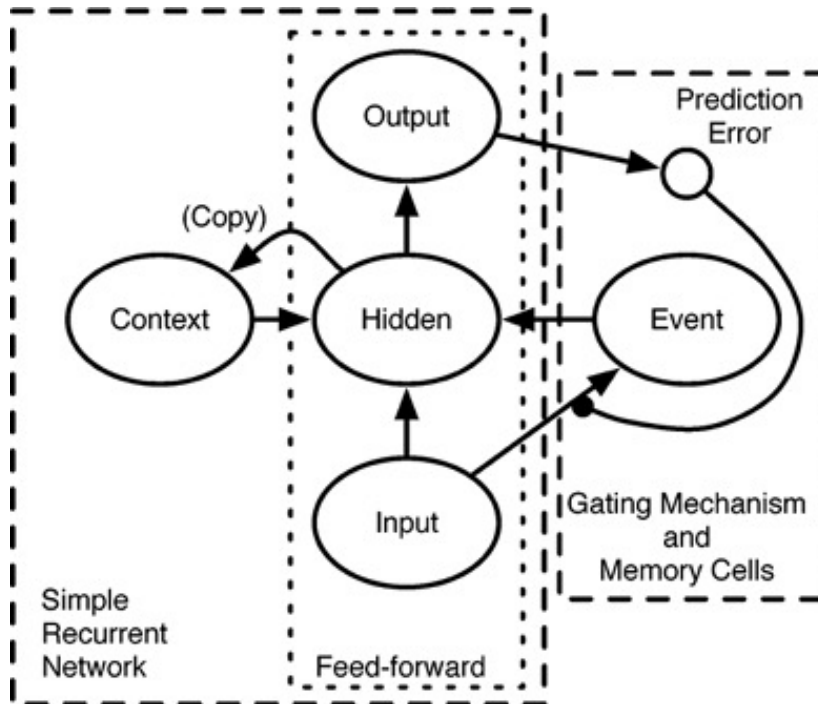 Output
Prediction
Error
(Copy)
Context
Hidden
Event
Input
Gating Mechanism
and
Memory Cells
Simple
Recurrent
Network
Feed-forward